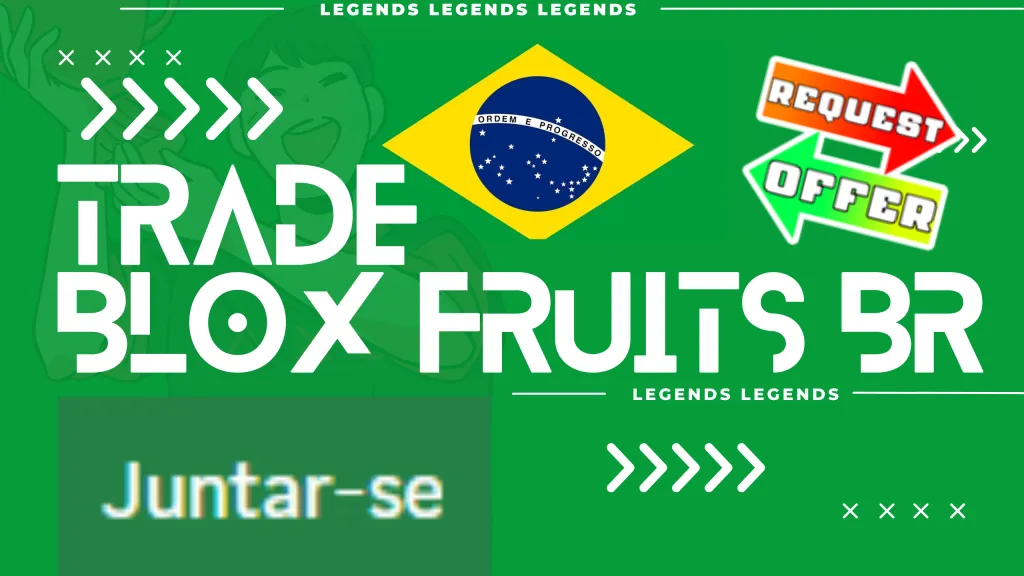 LEGENDS LEGENDS LEGENDS
ORDEM E PROGRESSO
REQUEST
OFFER
TRADE
BLOX FRUITS BR
LEGENDS LEGENDS
Juntar-se